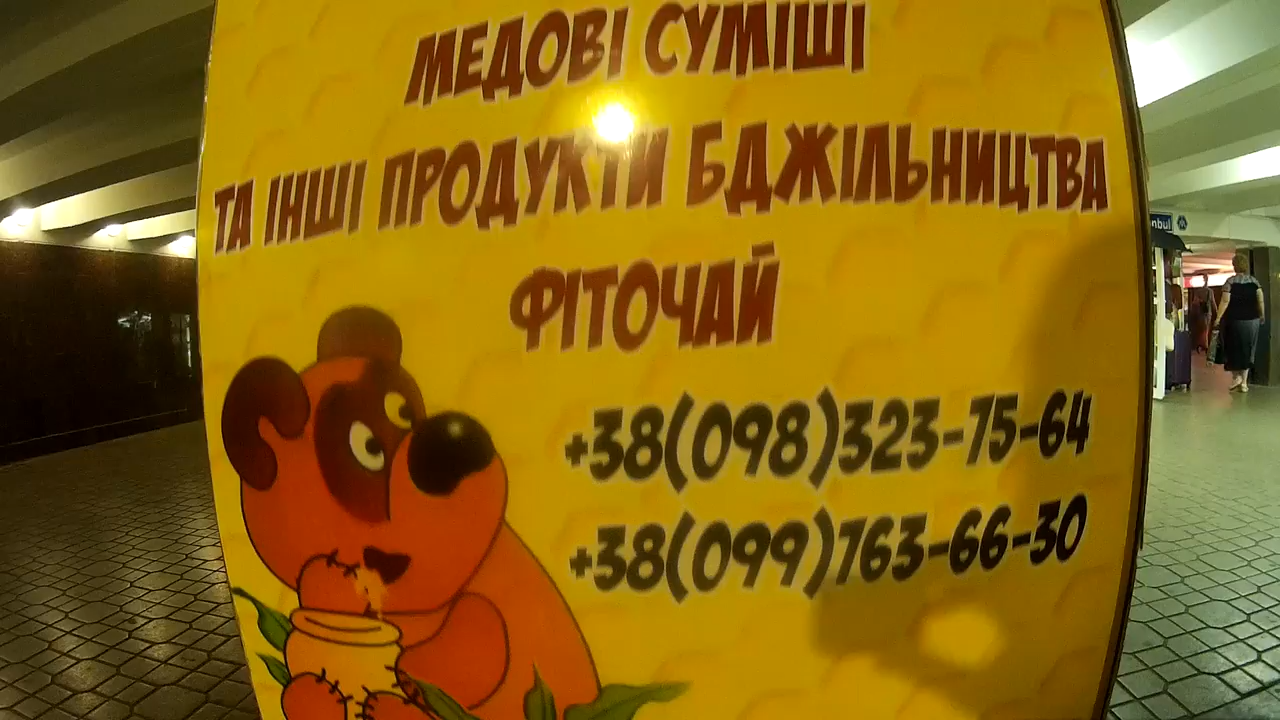 МЕДОВІ СУМІШІ
ТА ІНШІ ПРОДУКТИ БДЖІЛЬНИЦТВА
ФІТОЧАЙ
+38(098)323-75-64
+38(099)763-66-30